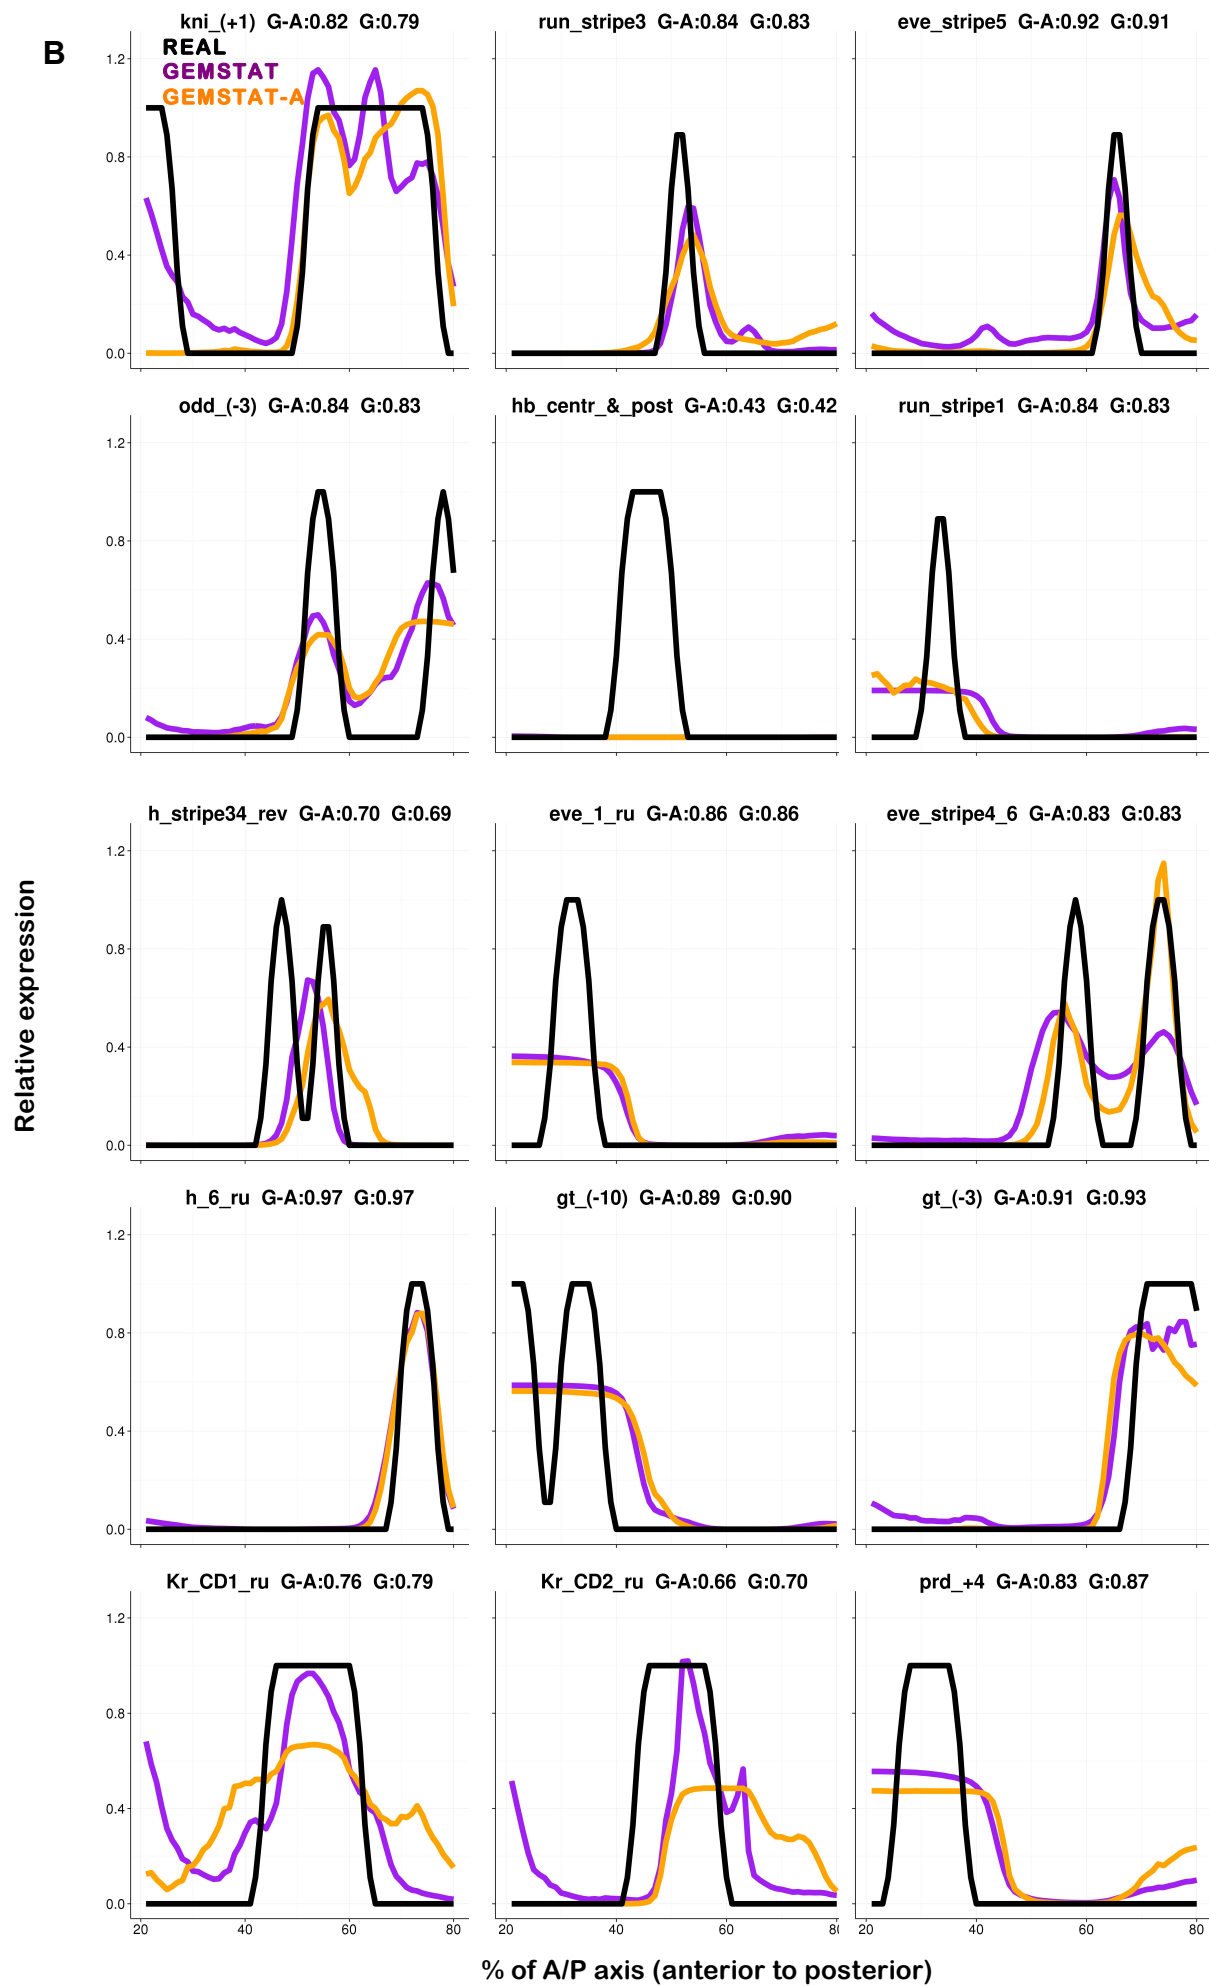 B
kni_(+1) G-A:0.82 G:0.79
run_stripe3 G-A:0.84 G:0.83
eve_stripe5 G-A:0.92 G:0.91
REAL
GEMSTAT
GEMSTAT-A
1.2
0.8
0.4
0.0
odd_(-3) G-A:0.84 G:0.83
hb_centr_&_post G-A:0.43 G:0.42
run_stripe1 G-A:0.84 G:0.83
1.2
0.8
0.4
0.0
h_stripe34_rev G-A:0.70 G:0.69
eve_1_ru G-A:0.86 G:0.86
eve_stripe4_6 G-A:0.83 G:0.83
1.2
0.8
0.4
0.0
Relative expression
h_6_ru G-A:0.97 G:0.97
gt_(-10) G-A:0.89 G:0.90
gt_(-3) G-A:0.91 G:0.93
1.2
0.8
0.4
0.0
Kr_CD1_ru G-A:0.76 G:0.79
Kr_CD2_ru G-A:0.66 G:0.70
prd_+4 G-A:0.83 G:0.87
1.2
0.8
0.4
0.0
20 40 60 80
20 40 60 80
20 40 60 80
% of A/P axis (anterior to posterior)